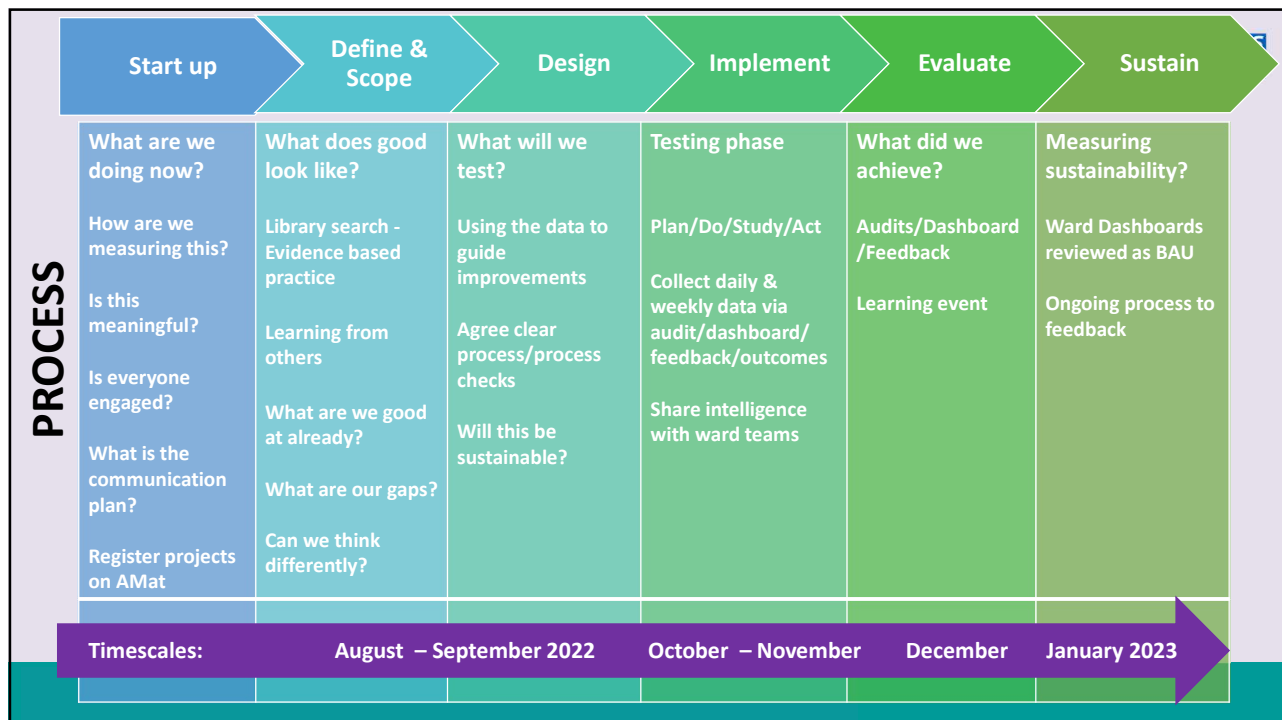 Start up
Define &
Scope
Design
Implement
Evaluate
Sustain
PROCESS
What are we
doing now?
How are we
measuring this?
Is this
meaningful?
Is everyone
engaged?
What is the
communication
plan?
Register projects
on AMat
What does good
look like?
Library search -
Evidence based
practice
Learning from
others
What are we good
at already?
What are our gaps?
Can we think
differently?
What will we
test?
Using the data to
guide
improvements
Agree clear
process/process
checks
Will this be
sustainable?
Testing phase
Plan/Do/Study/Act
Collect daily &
weekly data via
audit/dashboard/
feedback/outcomes
Share intelligence
with ward teams
What did we
achieve?
Audits/Dashboard
/Feedback
Learning event
Measuring
sustainability?
Ward Dashboards
reviewed as BAU
Ongoing process to
feedback
Timescales: August – September 2022 October – November December January 2023